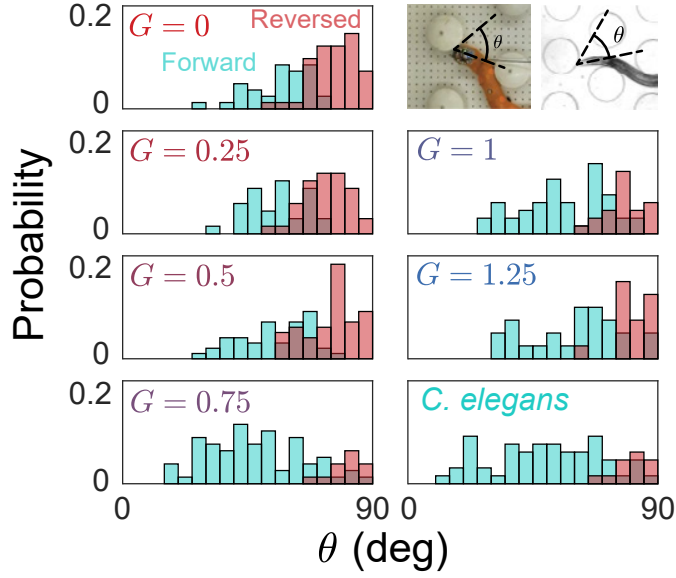 G = 0
Reversed
Forward
0.2
0
θ
θ
0.2
0
G = 0.25
G = 1
0.2
0
G = 0.5
G = 1.25
0.2
0
G = 0.75
C. elegans
0
90
0
90
Probability
θ (deg)